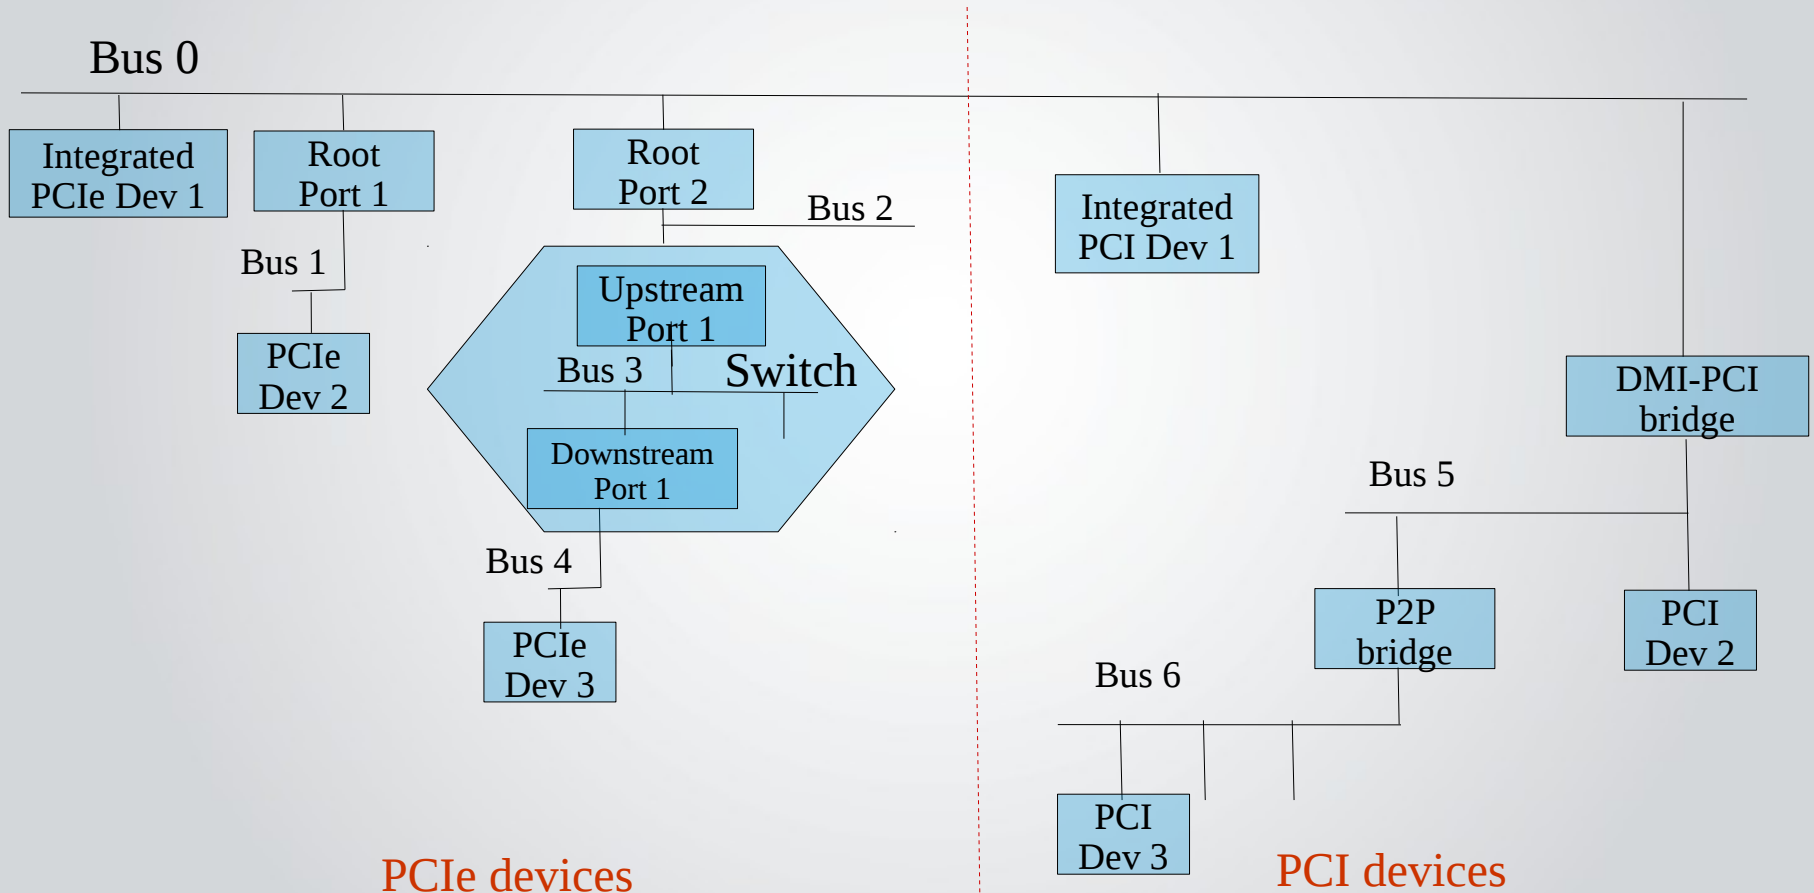 Bus 0
Integrated
PCIe Dev 1
Root
Port 1
Root
Port 2
Bus 2
Integrated
PCI Dev 1
Bus 1
Upstream
Port 1
PCIe
Dev 2
Bus 3
Switch
DMI-PCI
bridge
Downstream
Port 1
Bus 5
Bus 4
P2P
bridge
PCI
Dev 2
PCIe
Dev 3
Bus 6
PCI
Dev 3
PCIe devices
PCI devices